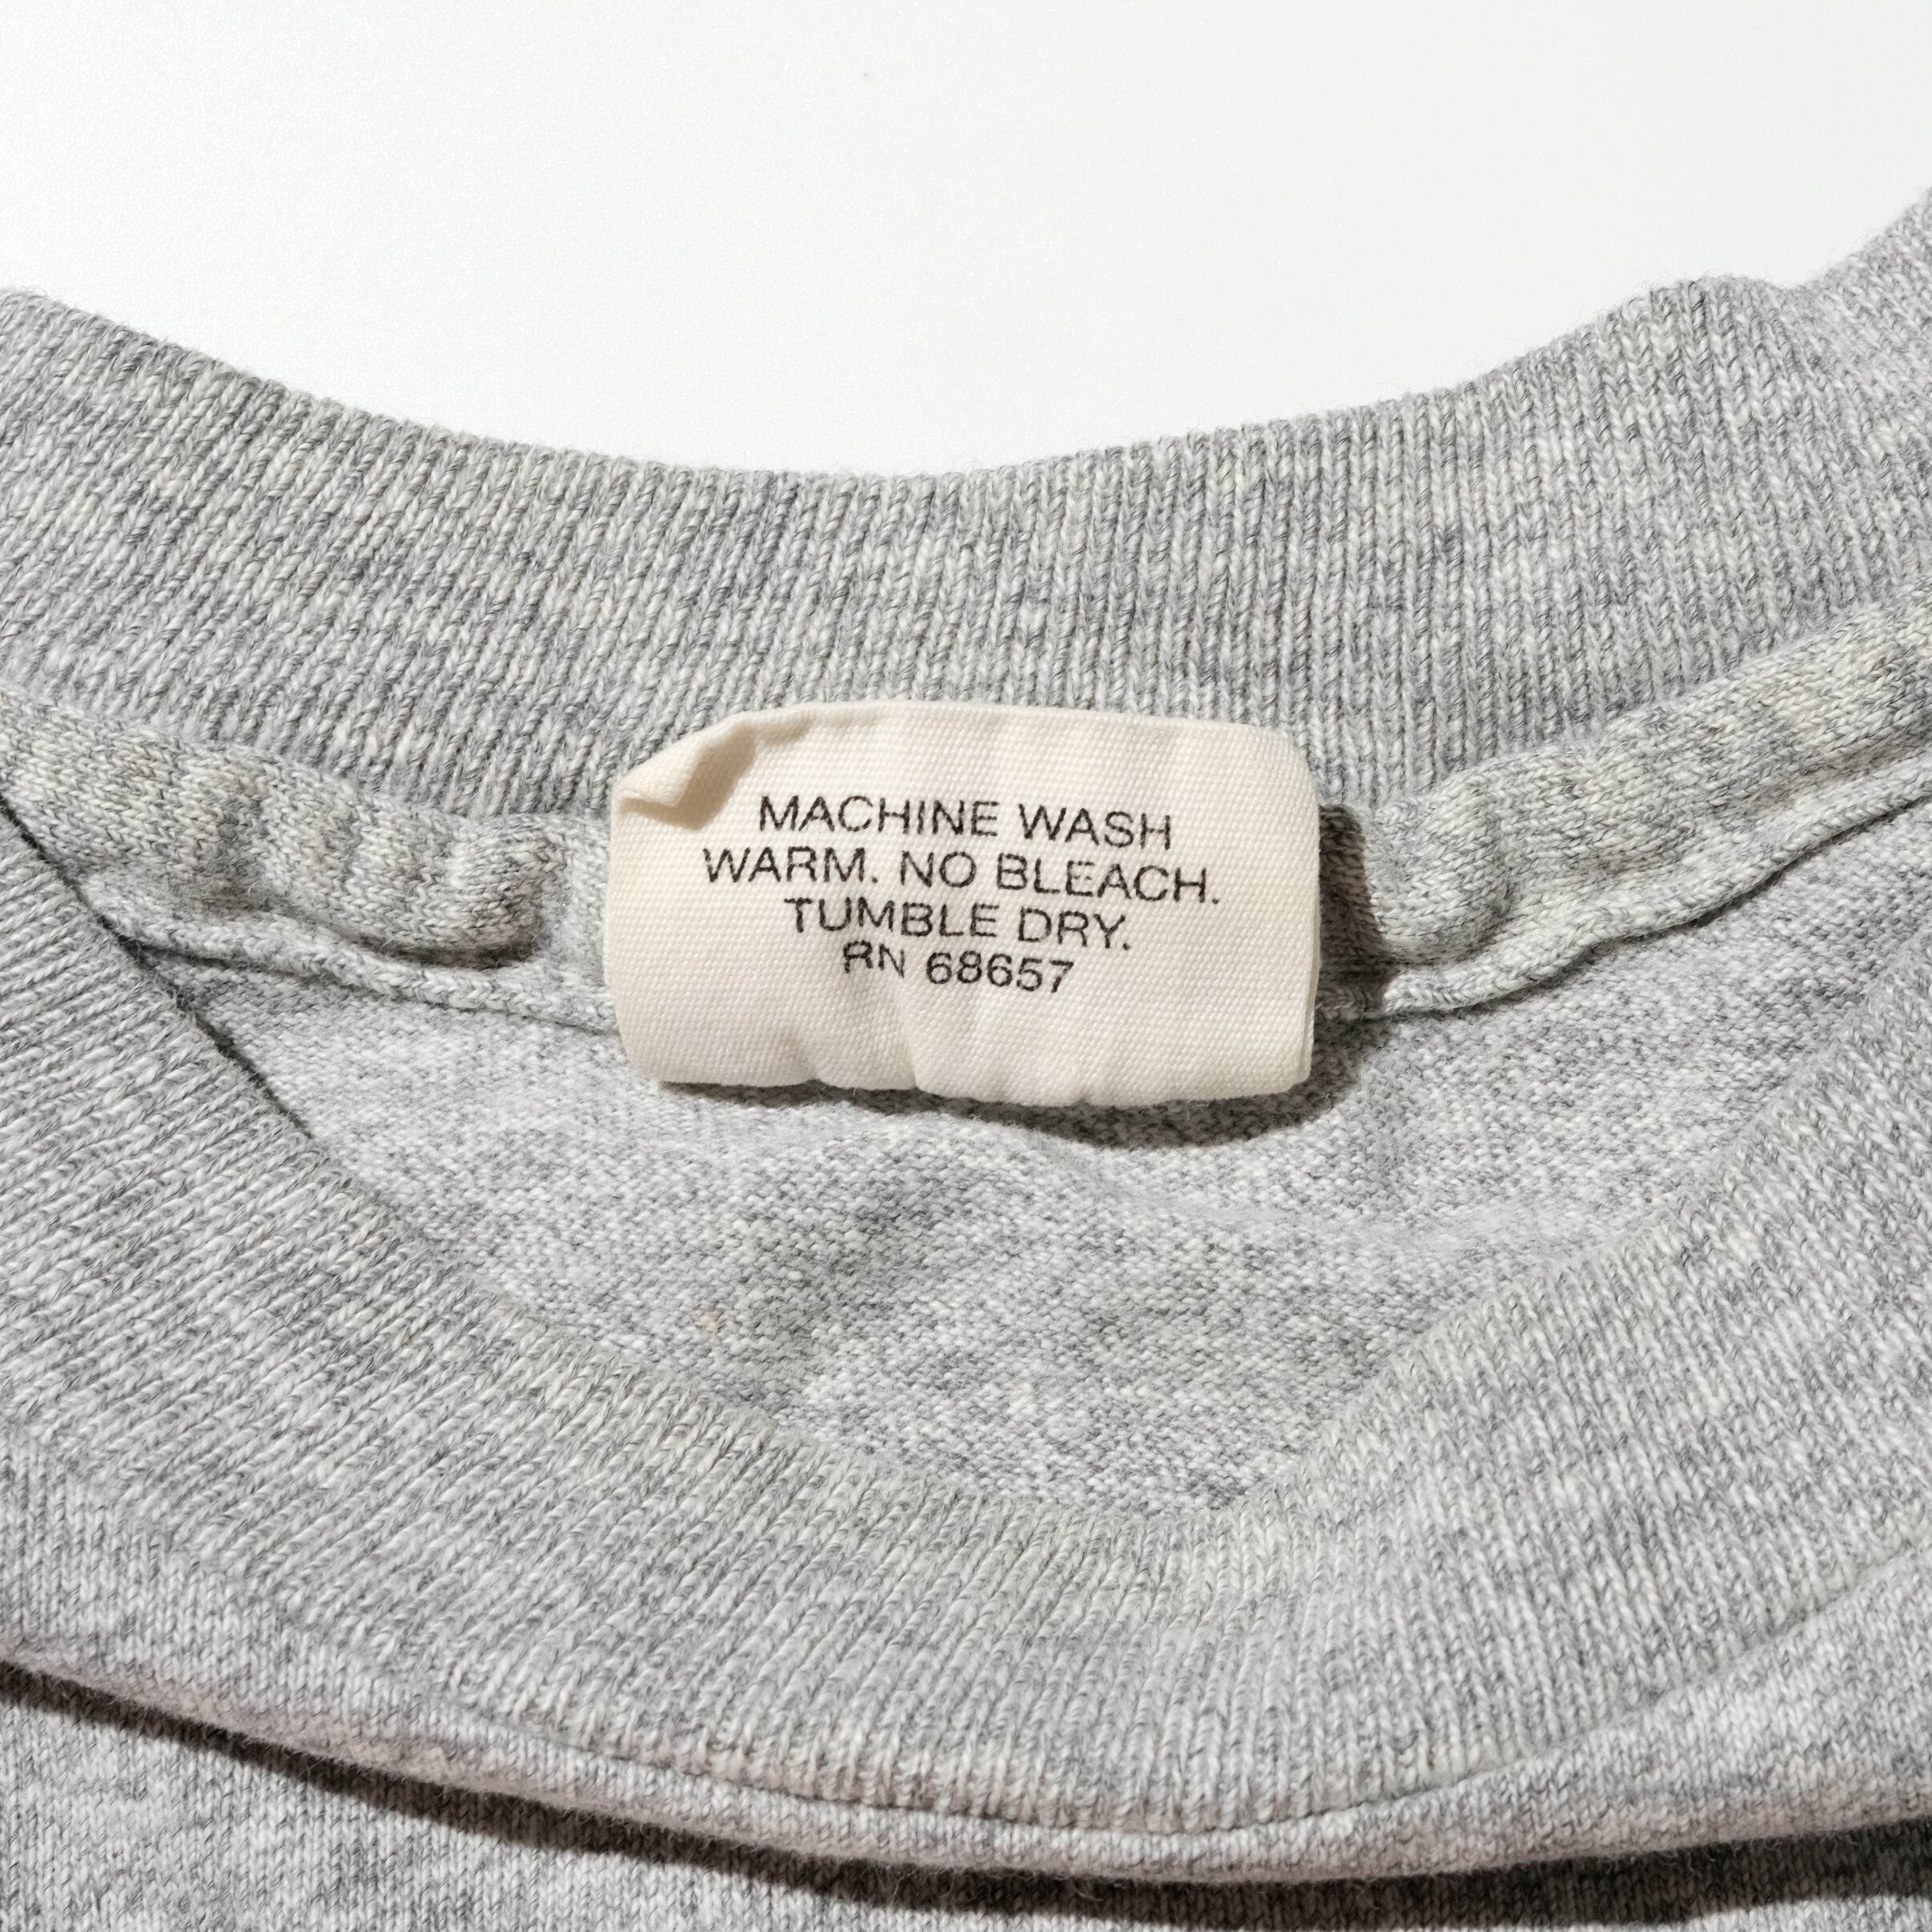 MACHINE WASH
WARM. NO BLEACH.
TUMBLE DRY.
RN 68657